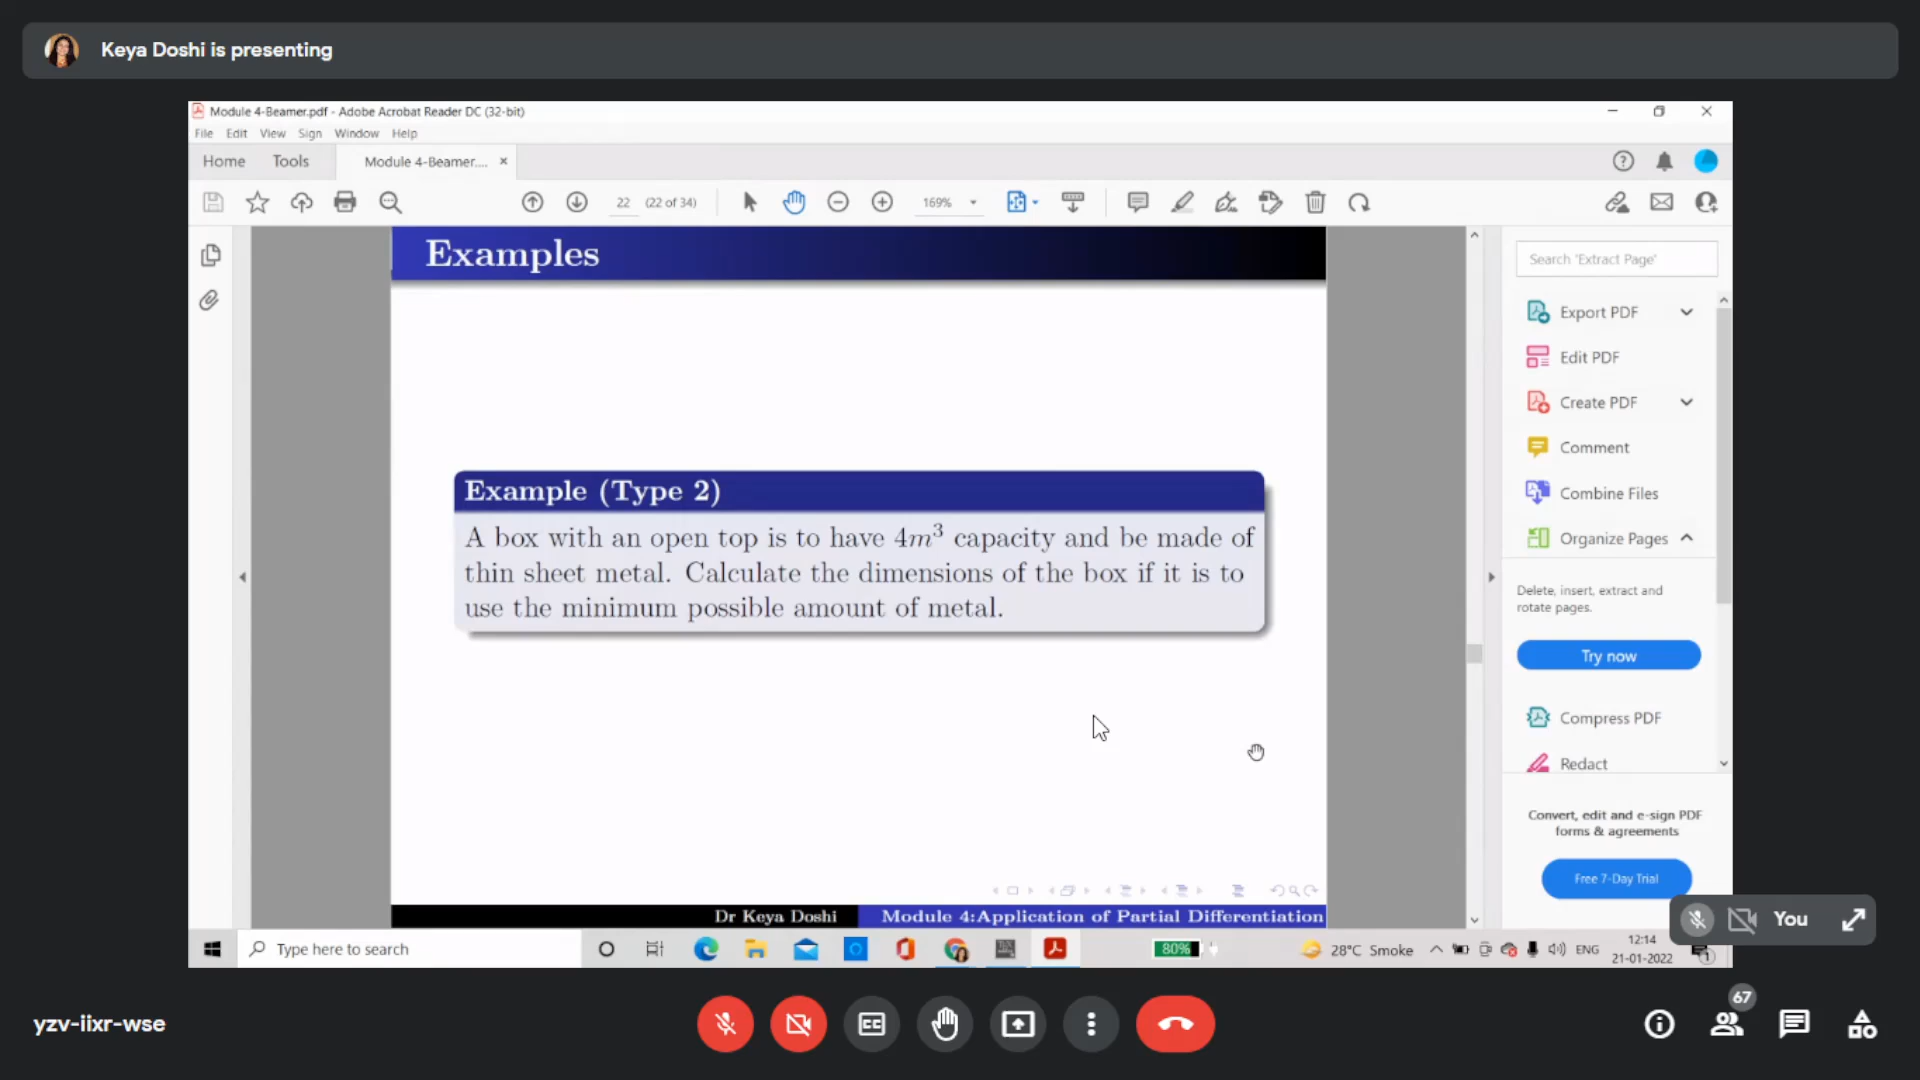 Keya Doshi is presenting
Module 4-Beamer.pdf - Adobe Acrobat Reader DC (32-bit)
File Edit View Sign Window Help
Home Tools Module 4-Beamer.... ×
22 (22 of 34) 169%
Examples
Example (Type 2)
A box with an open top is to have 4m³ capacity and be made of
thin sheet metal. Calculate the dimensions of the box if it is to
use the minimum possible amount of metal.
Dr Keya Doshi Module 4:Application of Partial Differentiation
Search 'Extract Page'
Export PDF
Edit PDF
Create PDF
Comment
Combine Files
Organize Pages
Delete, insert, extract and
rotate pages.
Try now
Compress PDF
Redact
Convert, edit and e-sign PDF
forms & agreements
Free 7-Day Trial
You
Type here to search
80%
28°C Smoke
ENG
12:14
21-01-2022
1
yzv-iixr-wse
CC
67